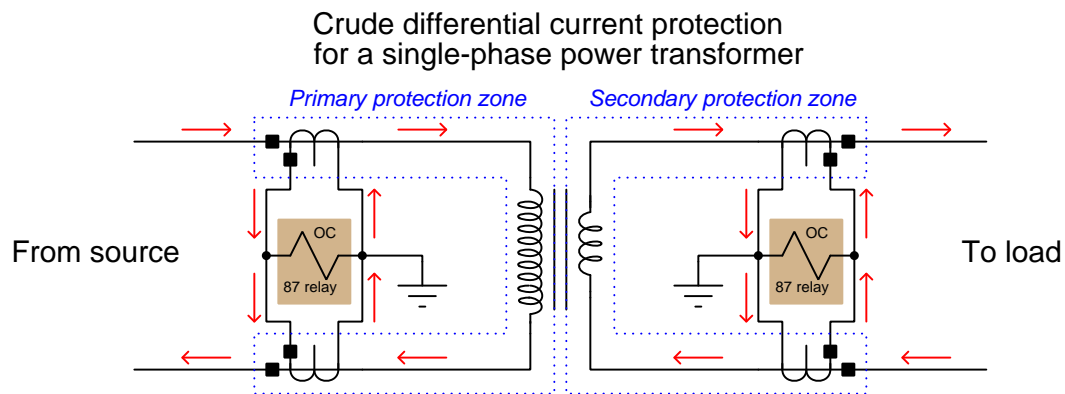 Crude differential current protection
for a single-phase power transformer
Primary protection zone
Secondary protection zone
From source
OC
87 relay
OC
87 relay
To load